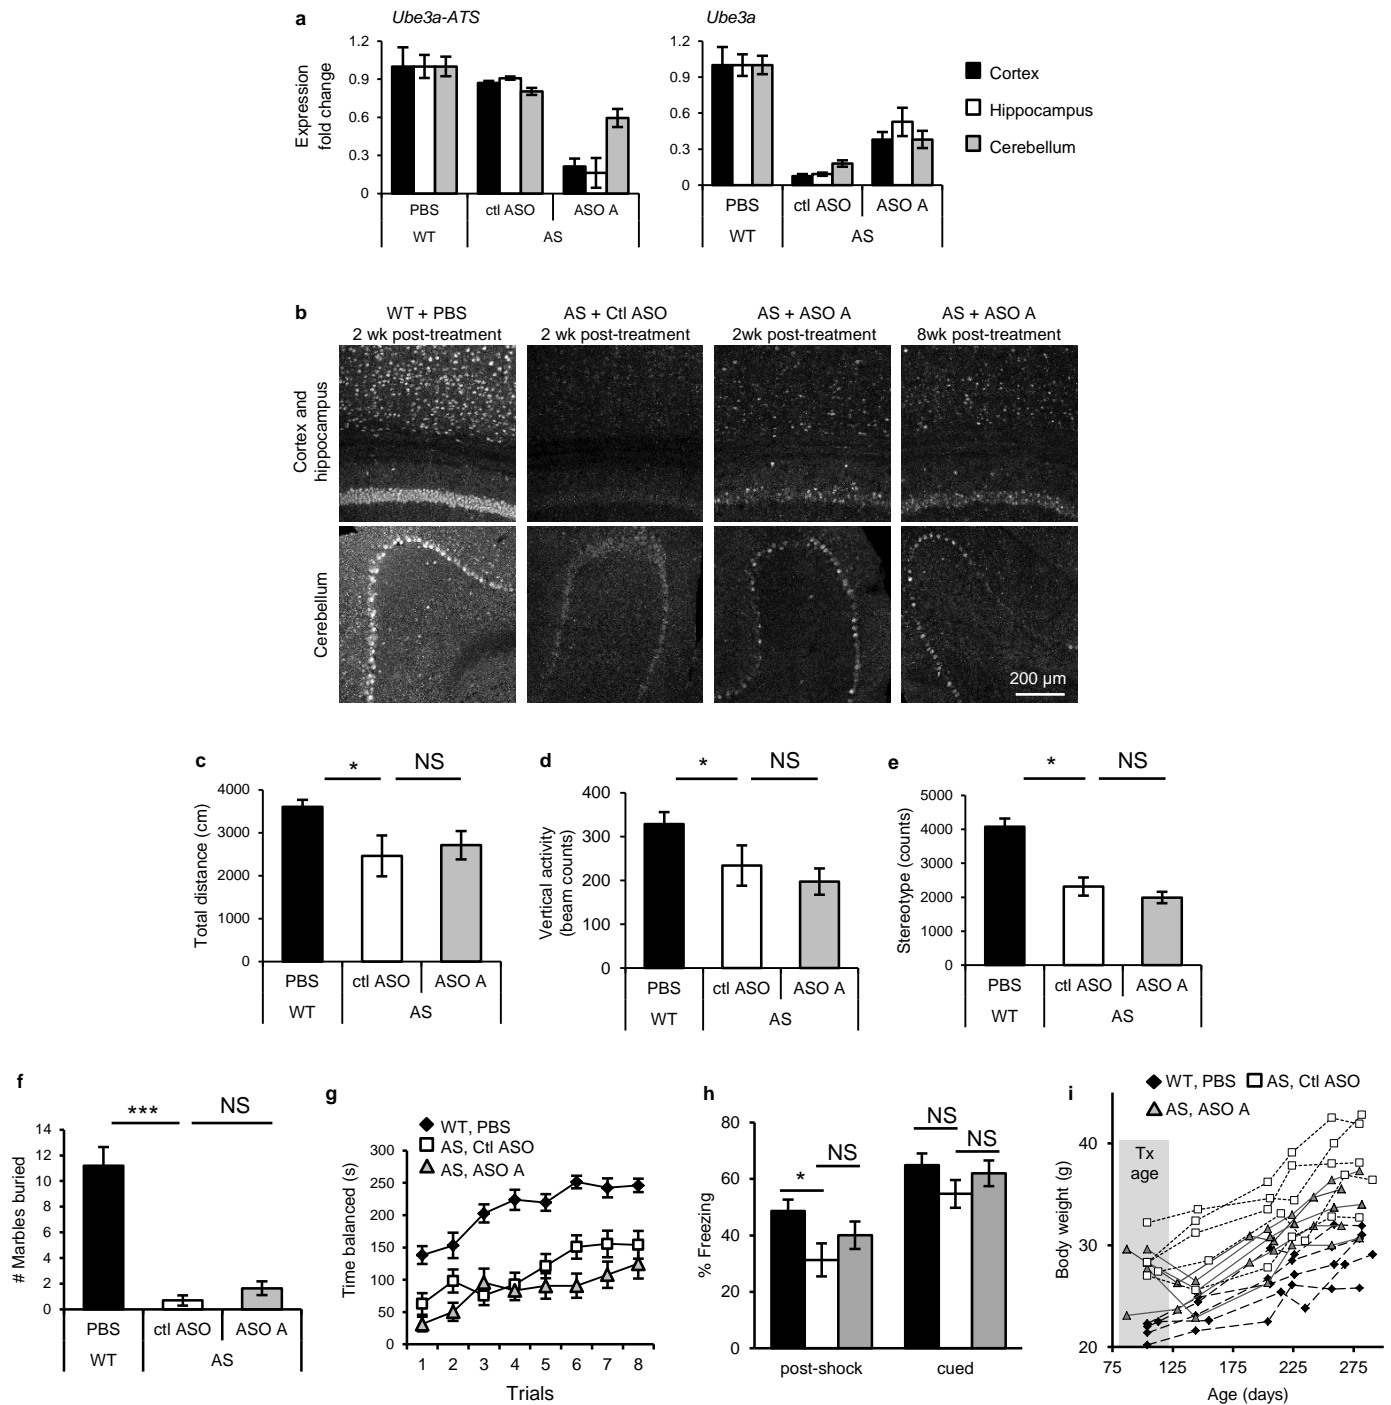 a
Ube3a-ATS
Ube3a
Expression
fold change
1.2
0.9
0.6
0.3
0
PBS
ctl ASO
ASO A
WT
AS
1.2
0.9
0.6
0.3
0
PBS
ctl ASO
ASO A
WT
AS
Cortex
Hippocampus
Cerebellum
b
WT + PBS
2 wk post-treatment
AS + Ctl ASO
2 wk post-treatment
AS + ASO A
2wk post-treatment
AS + ASO A
8wk post-treatment
Cortex and
hippocampus
Cerebellum
200 µm
c
*
NS
Total distance (cm)
4000
3000
2000
1000
0
PBS
ctl ASO
ASO A
WT
AS
d
*
NS
Vertical activity
(beam counts)
400
300
200
100
0
PBS
ctl ASO
ASO A
WT
AS
e
*
NS
Stereotype (counts)
5000
4000
3000
2000
1000
0
PBS
ctl ASO
ASO A
WT
AS
f
***
NS
# Marbles buried
14
12
10
8
6
4
2
0
PBS
ctl ASO
ASO A
WT
AS
g
WT, PBS
AS, Ctl ASO
AS, ASO A
Time balanced (s)
300
250
200
150
100
50
0
1 2 3 4 5 6 7 8
Trials
h
NS
NS
NS
*
% Freezing
80
60
40
20
0
post-shock
cued
i
WT, PBS
AS, Ctl ASO
AS, ASO A
Tx
age
Body weight (g)
40
30
20
75 125 175 225 275
Age (days)